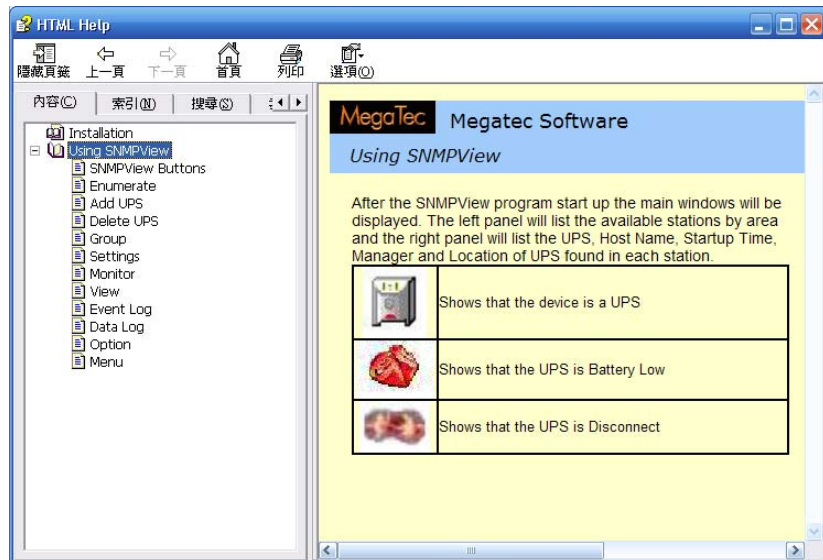 HTML Help
隱藏頁籤 上一頁 下一頁 首頁 列印 選項(O)
內容(C) 索引(N) 搜尋(S)
Installation
Using SNMPView
SNMPView Buttons
Enumerate
Add UPS
Delete UPS
Group
Settings
Monitor
View
Event Log
Data Log
Option
Menu
MegaTec Megatec Software
Using SNMPView
After the SNMPView program start up the main windows will be
displayed. The left panel will list the available stations by area
and the right panel will list the UPS, Host Name, Startup Time,
Manager and Location of UPS found in each station.
Shows that the device is a UPS
Shows that the UPS is Battery Low
Shows that the UPS is Disconnect